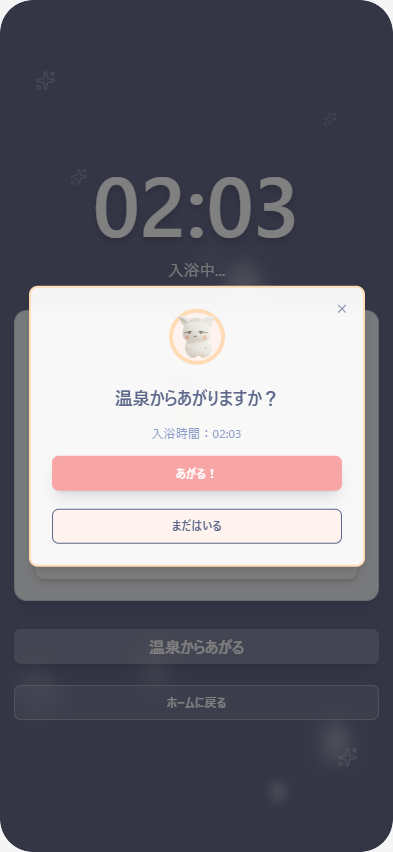 02:03
入浴中...
温泉からあがりますか？
入浴時間：02:03
あがる！
まだはいる
温泉からあがる
ホームに戻る